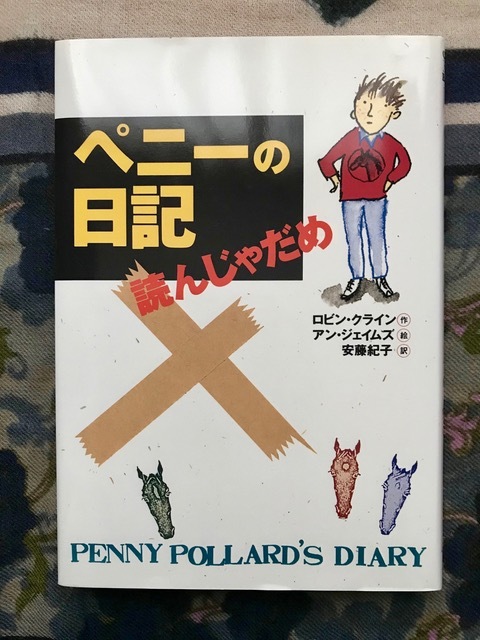 ペニーの
日記
読んじゃだめ
ロビン・クライン 作
アン・ジェイムズ 絵
安藤紀子 訳
PENNY POLLARD'S DIARY